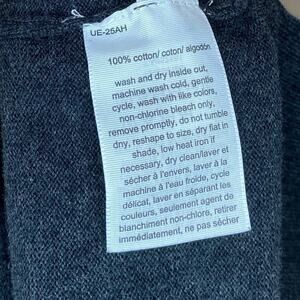 UE-25AH
100% cotton/ coton/ algodón
wash and dry inside out,
machine wash cold, gentle
cycle, wash with like colors,
non-chlorine bleach only,
remove promptly, do not tumble
dry, reshape to size, dry flat in
shade, low heat iron if
necessary, dry clean/laver et
sécher à l'envers, laver à la
machine à l'eau froide, cycle
délicat, laver en séparant les
couleurs, seulement agent de
blanchiment non-chlore, retirer
immédiatement, ne pas sécher